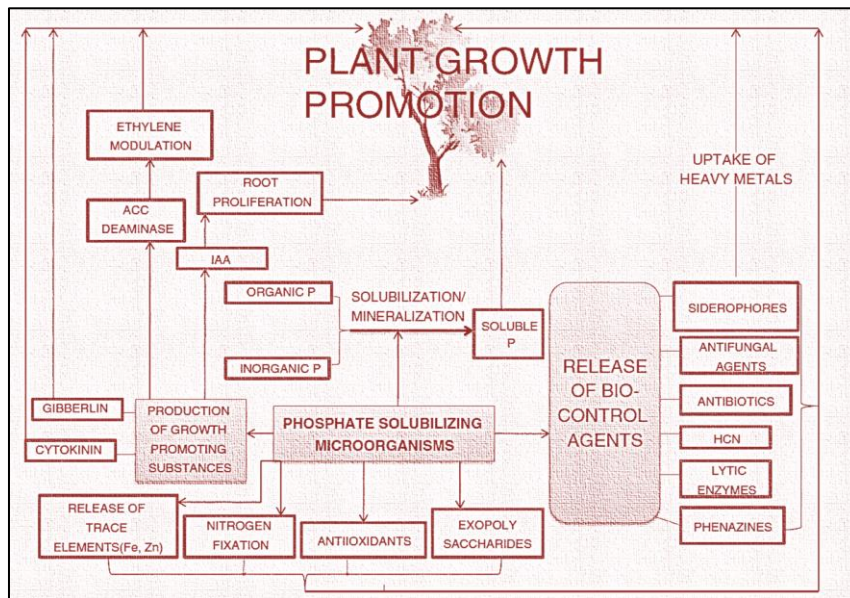 PLANT GROWTH
PROMOTION
ETHYLENE
MODULATION
UPTAKE OF
HEAVY METALS
ROOT
PROLIFERATION
ACC
DEAMINASE
IAA
ORGANIC P
SOLUBILIZATION/
MINERALIZATION
INORGANIC P
SOLUBLE
P
SIDEROPHORES
ANTIFUNGAL
AGENTS
RELEASE
OF BIO-
CONTROL
AGENTS
ANTIBIOTICS
HCN
LYTIC
ENZYMES
PHENAZINES
GIBBERLIN
CYTOKININ
PRODUCTION
OF GROWTH
PROMOTING
SUBSTANCES
PHOSPHATE SOLUBILIZING
MICROORGANISMS
RELEASE OF
TRACE
ELEMENTS(Fe, Zn)
NITROGEN
FIXATION
ANTIIOXIDANTS
EXOPOLY
SACCHARIDES